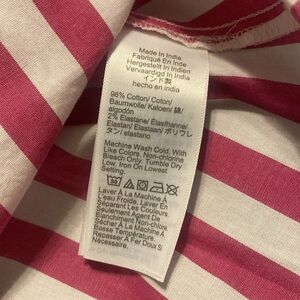 Made In India
Fabriqué En Inde
Hergestellt In Indien
Vervaardigd In India
インド製
hecho en india
98% Cotton/ Coton/
Baumwolle/ Katoen/ 綿/
algodón
2% Elastane/ Élasthanne/
Elastan/ Elastaan/ ポリウレ
タン/ elastano
Machine Wash Cold, With
Like Colors. Non-chlorine
Bleach Only. Tumble Dry
Low. Iron On Lowest
Setting.
Laver À La Machine À
L'eau Froide. Laver En
Séparant Les Couleurs
Seulement Agent De
Blanchiment Non-chlore.
Sécher À La Machine À
Basse Température.
Repasser À Fer Doux Si
Nécessaire.